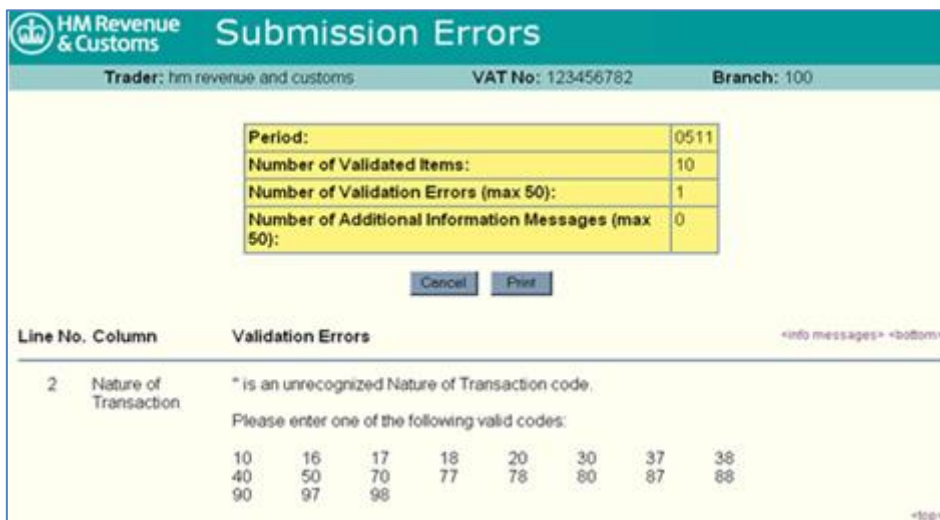 HM Revenue
& Customs
Submission Errors
Trader: hm revenue and customs VAT No: 123456782 Branch: 100
Period: 0511
Number of Validated Items: 10
Number of Validation Errors (max 50): 1
Number of Additional Information Messages (max 0
50):
Cancel Print
Line No. Column Validation Errors <info messages> <bottom>
2 Nature of '' is an unrecognized Nature of Transaction code.
Transaction
Please enter one of the following valid codes:
10 16 17 18 20 30 37 38
40 50 70 77 78 80 87 88
90 97 98
<top>